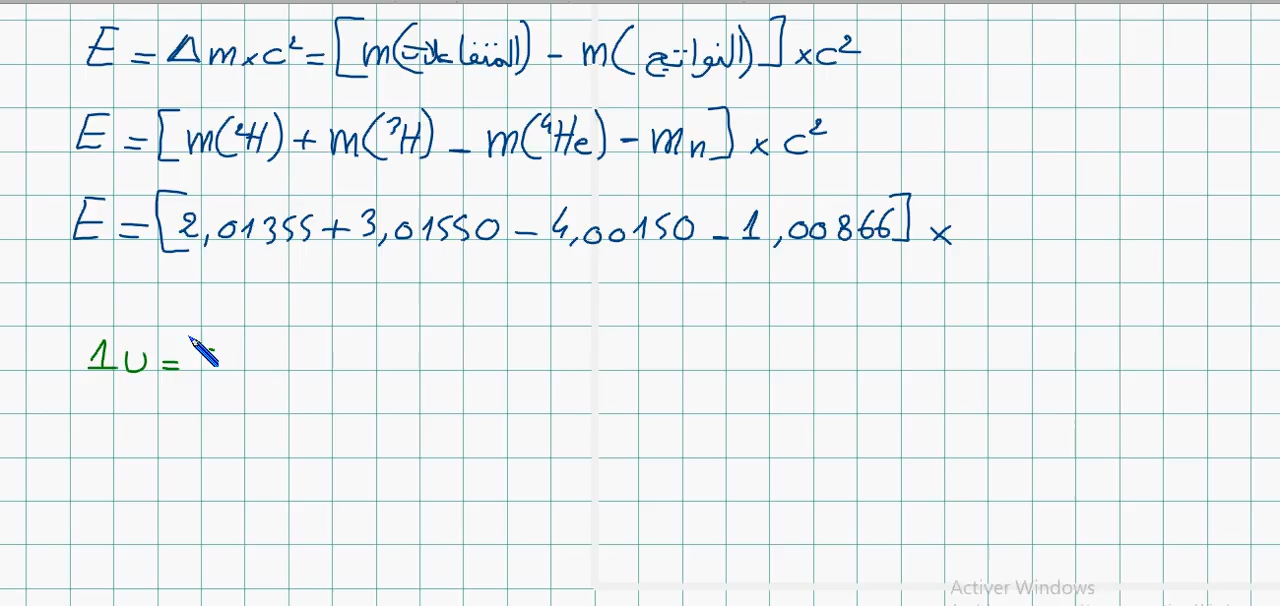 E = Δm×c² = [m(المتفاعلات) - m(النواتج)] ×c²
E = [m(²H) + m(³H) - m(⁴He) - mₙ] × c²
E = [2,01355 + 3,01550 - 4,00150 - 1,00866] ×
1u =
Activer Windows